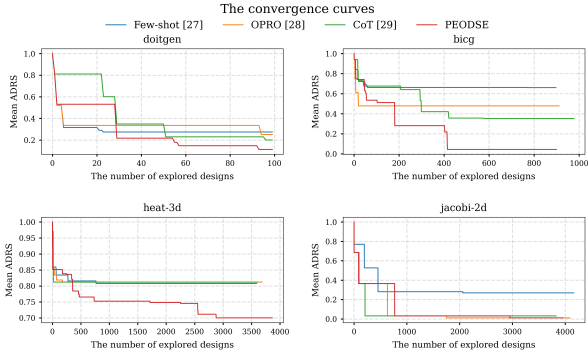 The convergence curves
Few-shot [27] OPRO [28] CoT [29] PEODSE
doitgen
Mean ADRS
1.0
0.8
0.6
0.4
0.2
0 20 40 60 80 100
The number of explored designs
bicg
Mean ADRS
1.0
0.8
0.6
0.4
0.2
0 200 400 600 800 1000
The number of explored designs
heat-3d
Mean ADRS
1.00
0.95
0.90
0.85
0.80
0.75
0.70
0 500 1000 1500 2000 2500 3000 3500 4000
The number of explored designs
jacobi-2d
Mean ADRS
1.0
0.8
0.6
0.4
0.2
0.0
0 1000 2000 3000 4000
The number of explored designs